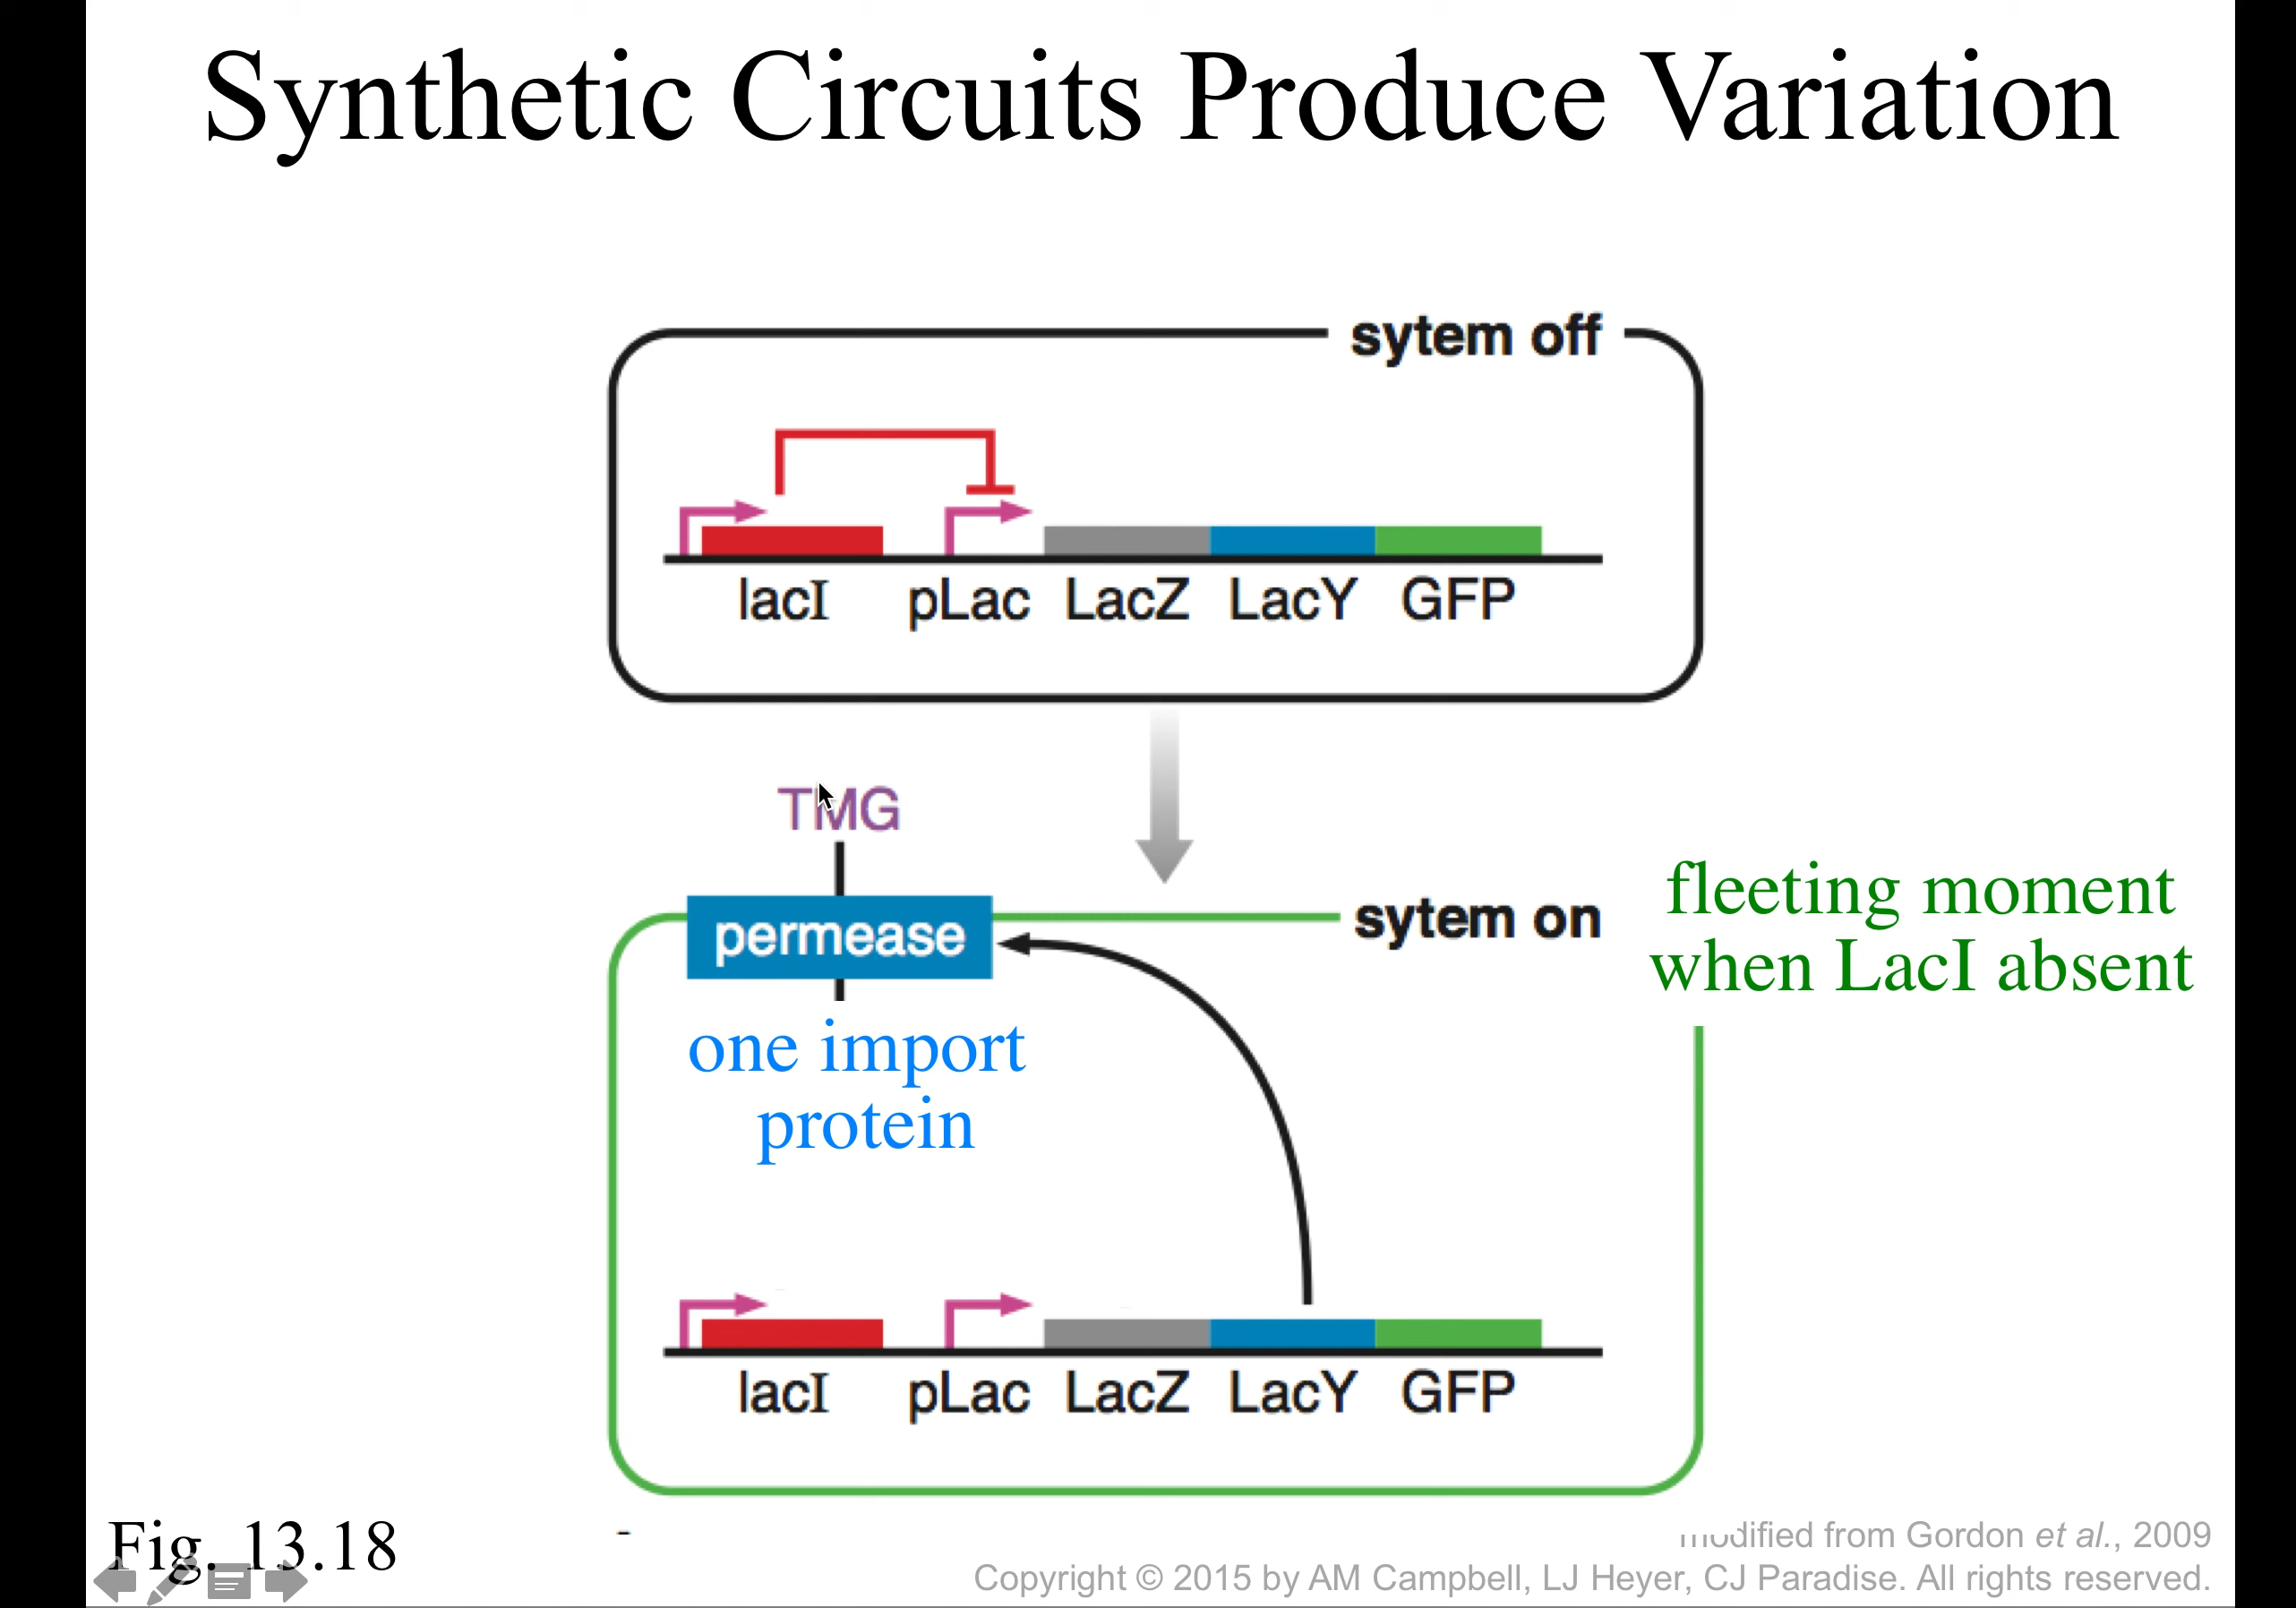 Synthetic Circuits Produce Variation
sytem off
lacI pLac LacZ LacY GFP
TMG
permease
sytem on
fleeting moment
when LacI absent
one import
protein
lacI pLac LacZ LacY GFP
Fig. 13.18
modified from Gordon et al., 2009
Copyright © 2015 by AM Campbell, LJ Heyer, CJ Paradise. All rights reserved.